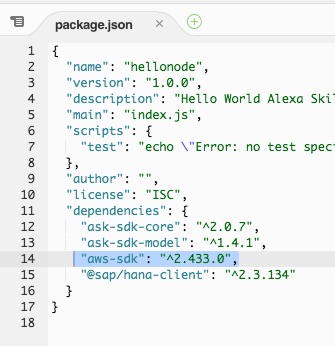 package.json
1 {
2 "name": "hellonode",
3 "version": "1.0.0",
4 "description": "Hello World Alexa
5 "main": "index.js",
6 "scripts": {
7 "test": "echo \"Error: no test
8 },
9 "author": "",
10 "license": "ISC",
11 "dependencies": {
12 "ask-sdk-core": "^2.0.7",
13 "ask-sdk-model": "^1.4.1",
14 "aws-sdk": "^2.433.0",
15 "@sap/hana-client": "^2.3.134"
16 }
17 }
18